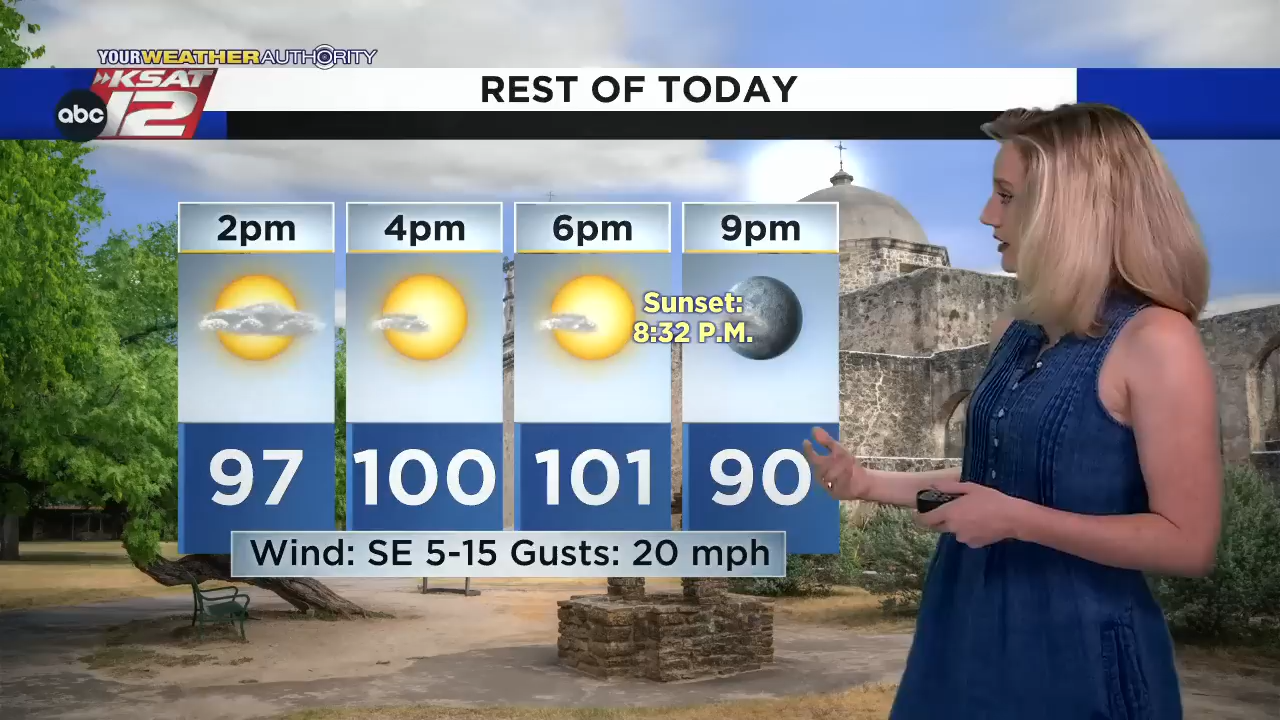 YOURWEATHERAUTHORITY
KSAT
abc 12
REST OF TODAY
2pm 4pm 6pm 9pm
Sunset:
8:32 P.M.
97 100 101 90
Wind: SE 5-15 Gusts: 20 mph